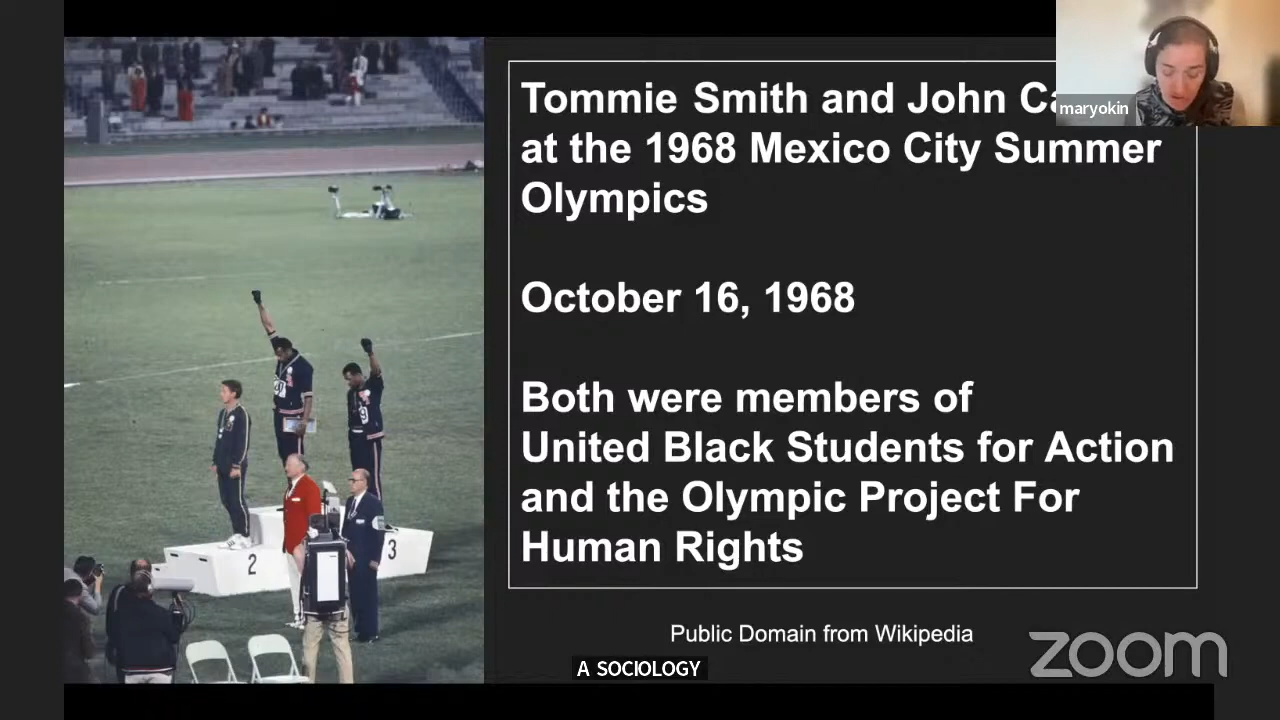 Tommie Smith and John Ca
at the 1968 Mexico City Summer
Olympics
October 16, 1968
Both were members of
United Black Students for Action
and the Olympic Project For
Human Rights
Public Domain from Wikipedia
A SOCIOLOGY
maryokin
zoom
2
3